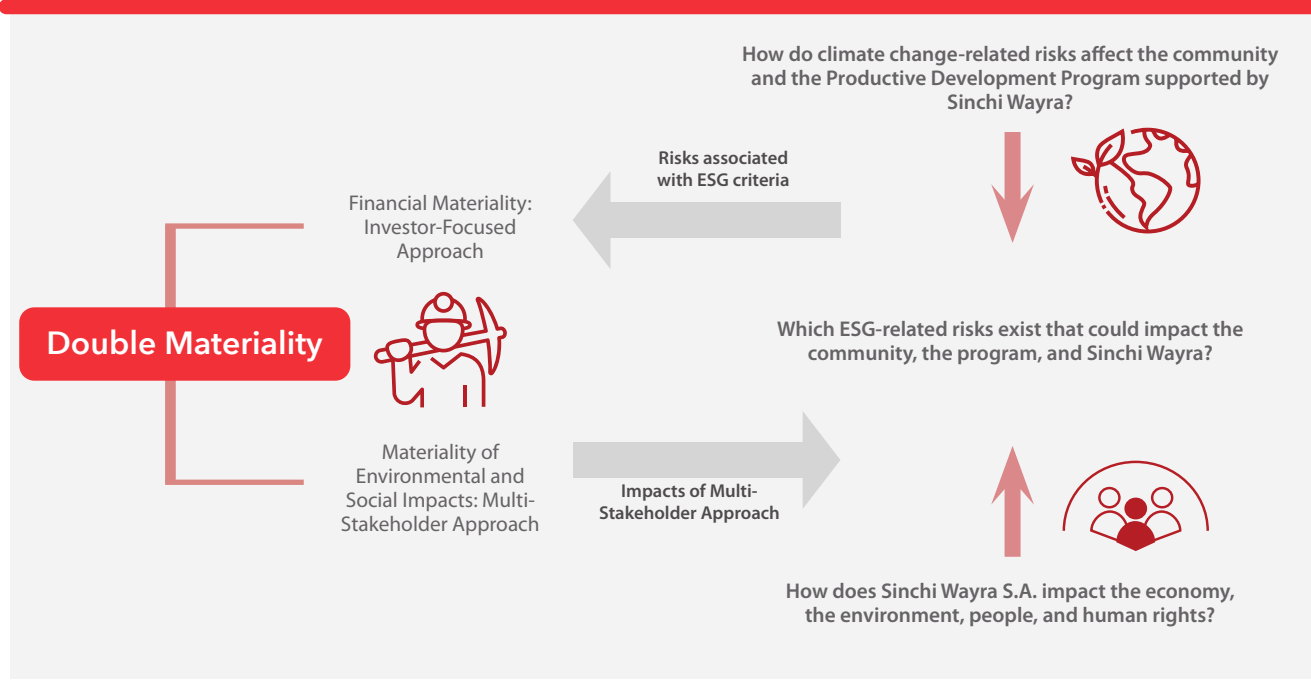 How do climate change-related risks affect the community
and the Productive Development Program supported by
Sinchi Wayra?
Risks associated
with ESG criteria
Financial Materiality:
Investor-Focused
Approach
Double Materiality
Which ESG-related risks exist that could impact the
community, the program, and Sinchi Wayra?
Materiality of
Environmental and
Social Impacts: Multi-
Stakeholder Approach
Impacts of Multi-
Stakeholder Approach
How does Sinchi Wayra S.A. impact the economy,
the environment, people, and human rights?